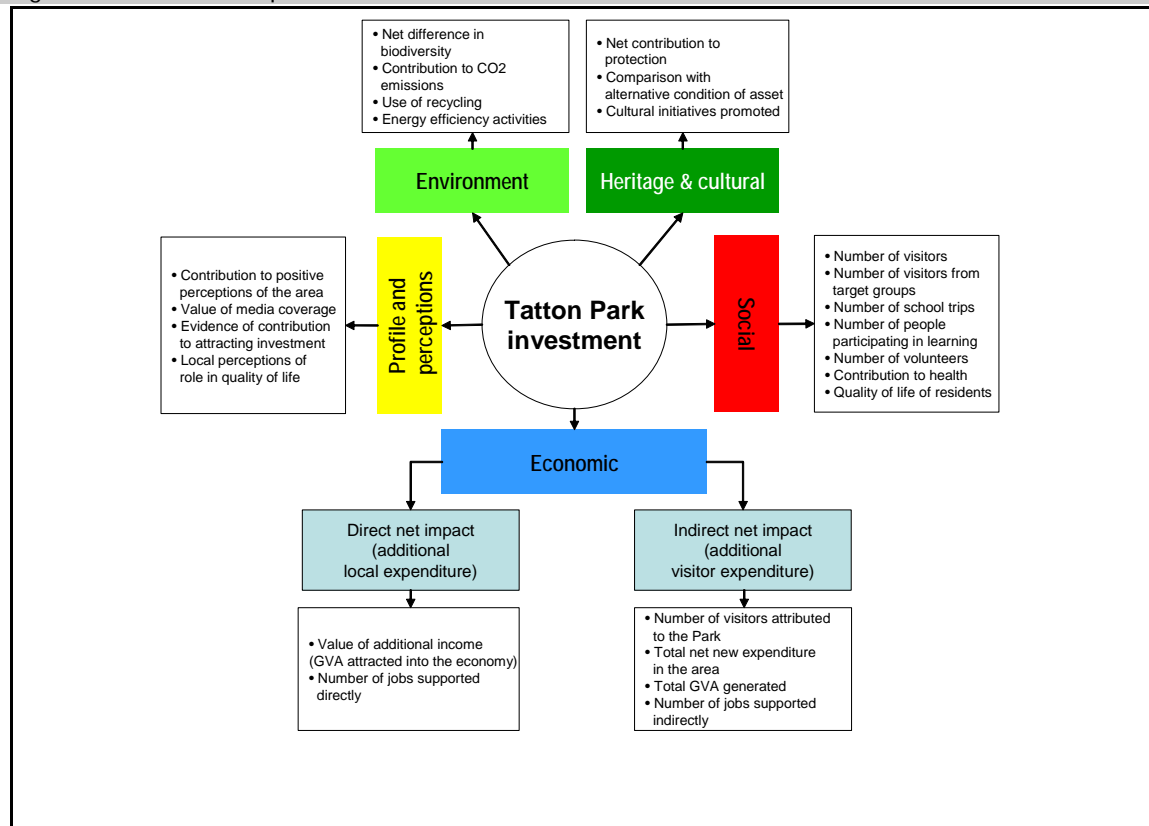 • Net difference in
biodiversity
• Contribution to CO2
emissions
• Use of recycling
• Energy efficiency activities
• Net contribution to
protection
• Comparison with
alternative condition of asset
• Cultural initiatives promoted
Environment
Heritage & cultural
• Contribution to positive
perceptions of the area
• Value of media coverage
• Evidence of contribution
to attracting investment
• Local perceptions of
role in quality of life
Profile and
perceptions
Tatton Park
investment
Social
• Number of visitors
• Number of visitors from
target groups
• Number of school trips
• Number of people
participating in learning
• Number of volunteers
• Contribution to health
• Quality of life of residents
Economic
Direct net impact
(additional
local expenditure)
Indirect net impact
(additional
visitor expenditure)
• Value of additional income
(GVA attracted into the economy)
• Number of jobs supported
directly
• Number of visitors attributed
to the Park
• Total net new expenditure
in the area
• Total GVA generated
• Number of jobs supported
indirectly